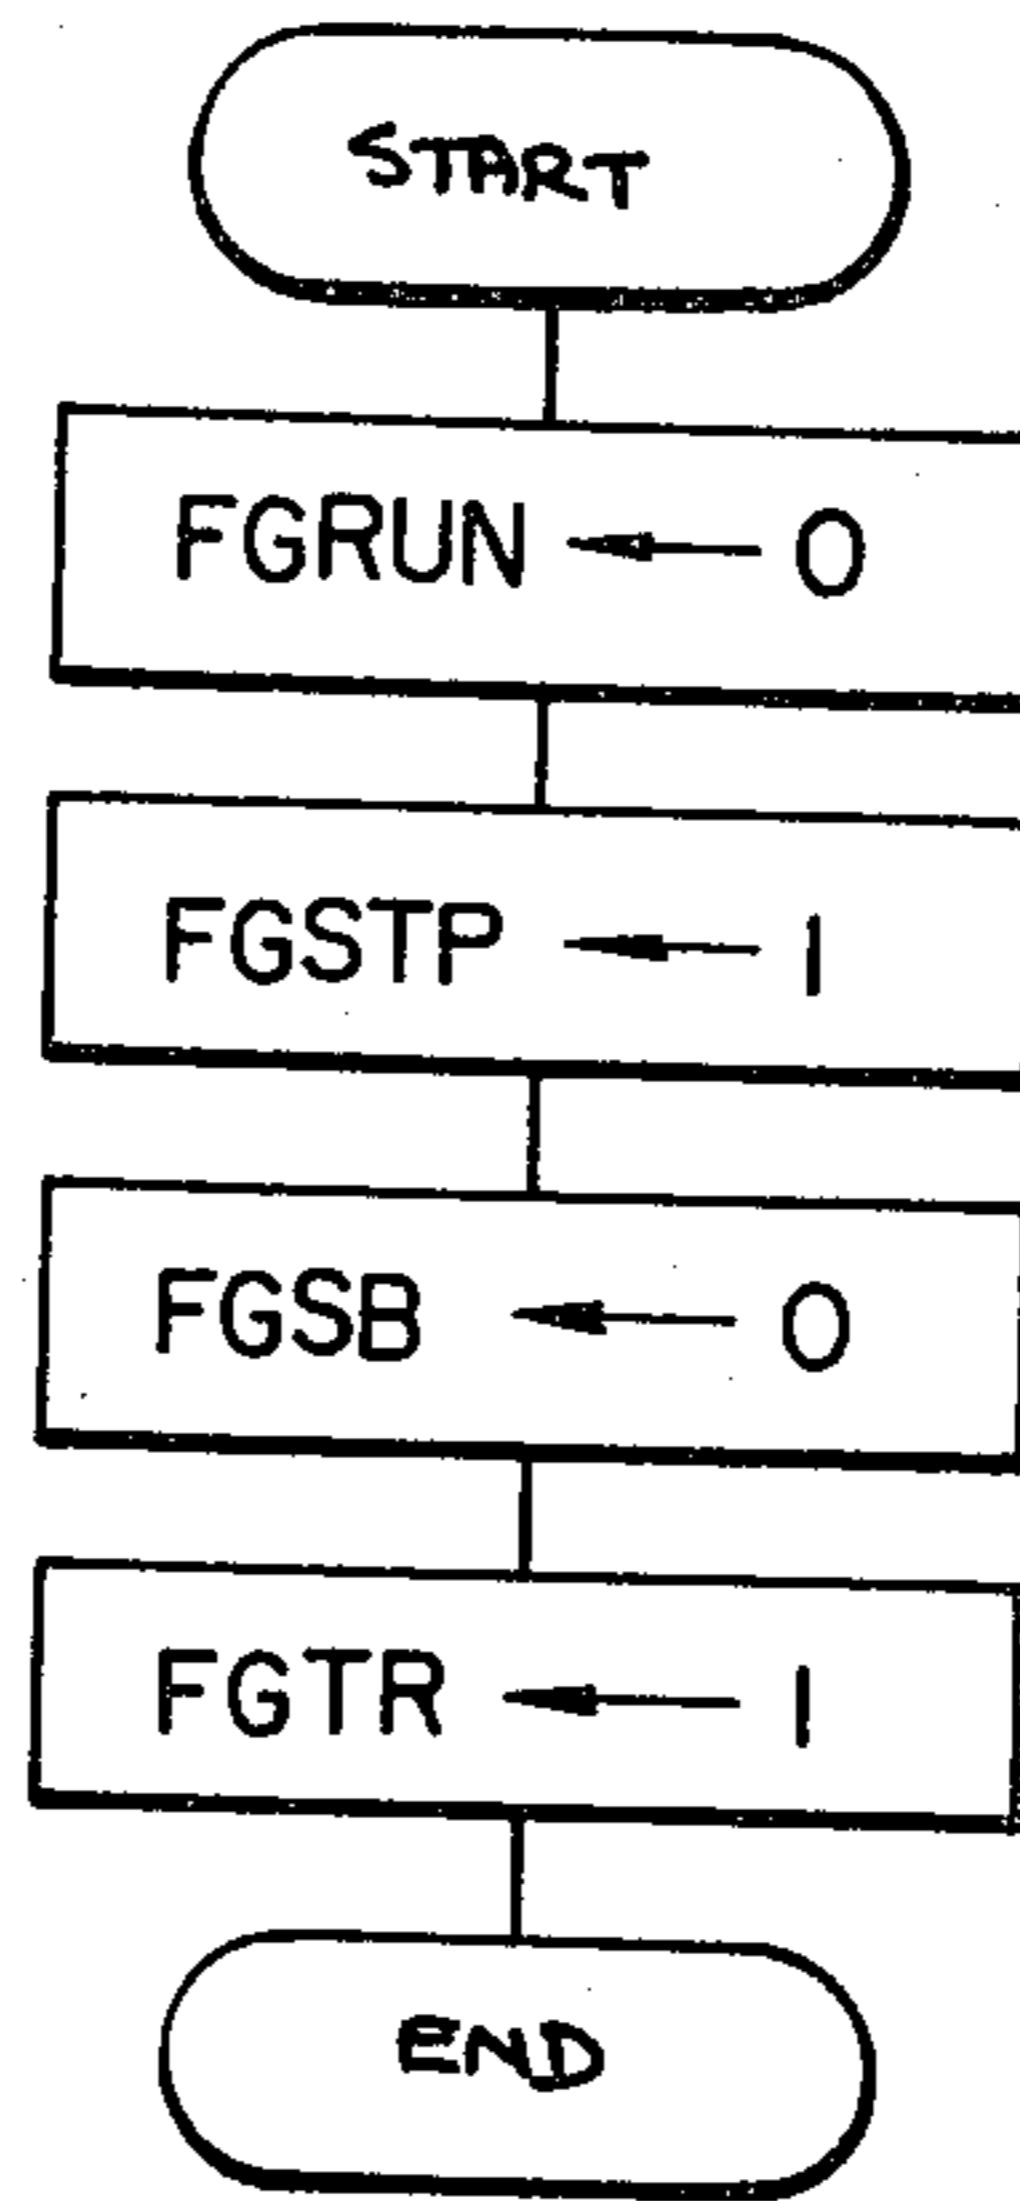 START
FGRUN ← 0
FGSTP ← 1
FGSB ← 0
FGTR ← 1
END